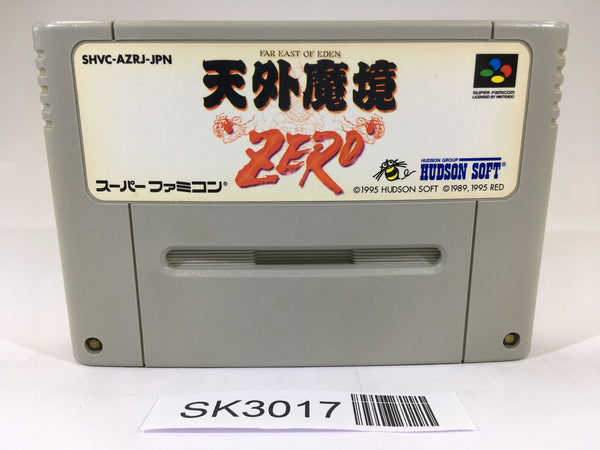 SHVC-AZRJ-JPN
FAR EAST OF EDEN
天外魔境
ZERO
SUPER FAMICOM
LICENSED BY NINTENDO
スーパーファミコン®
HUDSON GROUP
HUDSON SOFT®
©1995 HUDSON SOFT ©1989, 1995 RED
SK3017